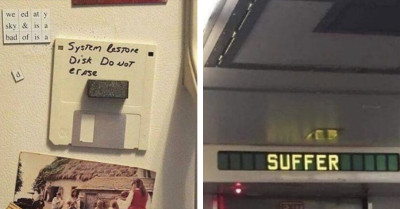 we ed at y
sky & is a
bad of is a
d
System Restore
Disk Do Not
erase
SUFFER